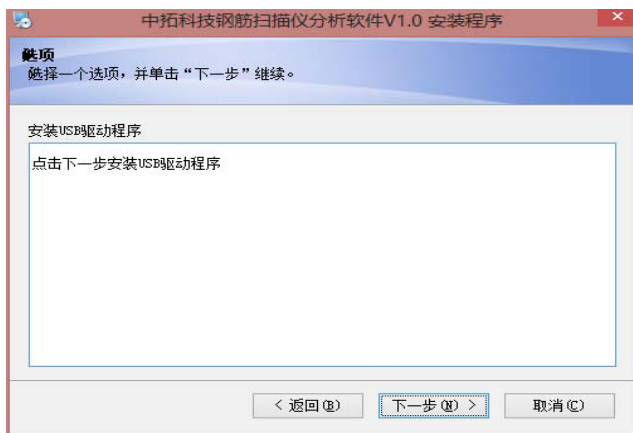 中拓科技钢筋扫描仪分析软件V1.0 安装程序
选项
选择一个选项，并单击“下一步”继续。
安装USB驱动程序
点击下一步安装USB驱动程序
< 返回(B)
下一步(N) >
取消(C)